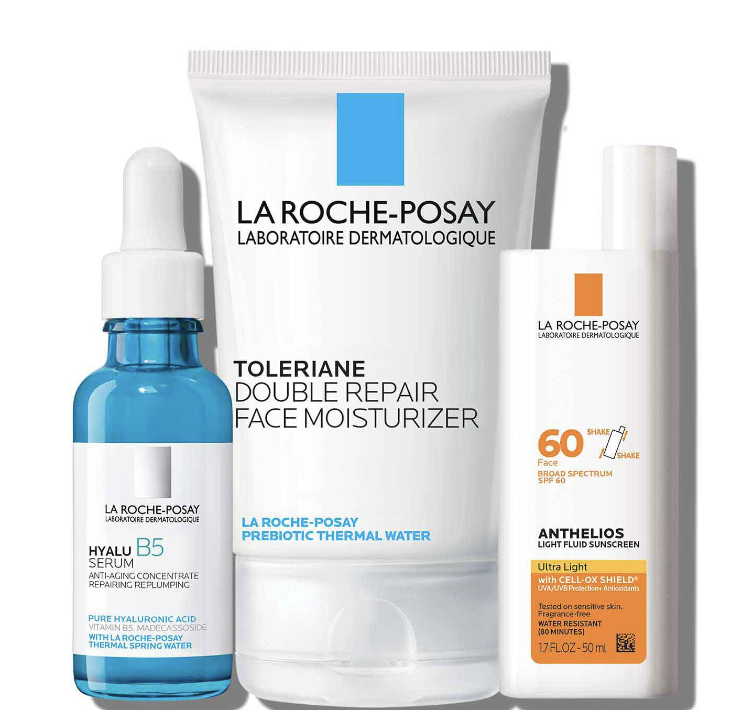 LA ROCHE-POSAY
LABORATOIRE DERMATOLOGIQUE
HYALU B5
SERUM
ANTI-AGING CONCENTRATE
REPAIRING REPLUMPING
PURE HYALURONIC ACID
VITAMIN B5. MADECASSOSIDE
WITH LA ROCHE-POSAY
THERMAL SPRING WATER
LA ROCHE-POSAY
LABORATOIRE DERMATOLOGIQUE
TOLERIANE
DOUBLE REPAIR
FACE MOISTURIZER
LA ROCHE-POSAY
PREBIOTIC THERMAL WATER
LA ROCHE-POSAY
LABORATOIRE DERMATOLOGIQUE
60
SHAKE
SHAKE
Face
BROAD SPECTRUM
SPF 60
ANTHELIOS
LIGHT FLUID SUNSCREEN
Ultra Light
with CELL-OX SHIELD®
UVA/UVB Protection+ Antioxidants
Tested on sensitive skin.
Fragrance-free
WATER RESISTANT
(80 MINUTES)
1.7 FL.OZ - 50 ml